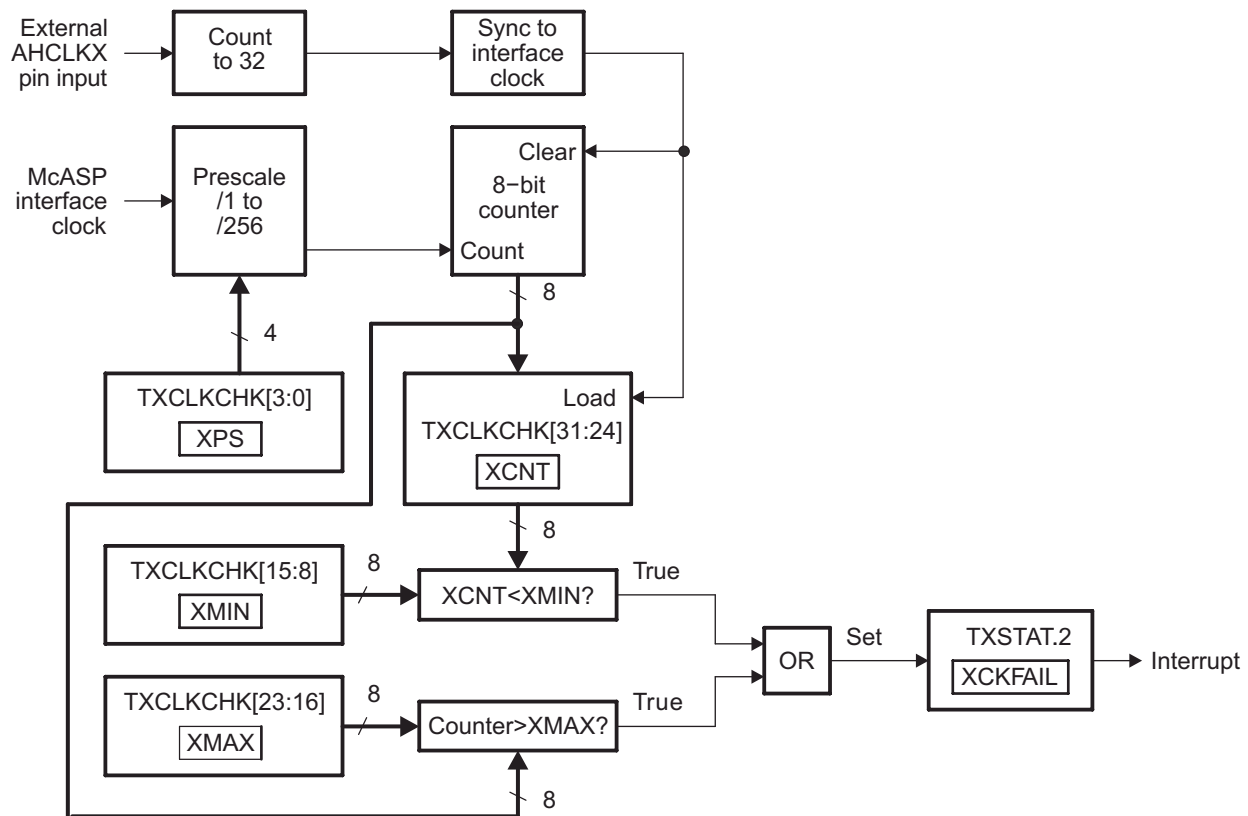 External
AHCLKX
pin input
Count
to 32
Sync to
interface
clock
McASP
interface
clock
Prescale
/1 to
/256
Clear
8−bit
counter
Count
8
4
TXCLKCHK[3:0]
XPS
Load
TXCLKCHK[31:24]
XCNT
8
TXCLKCHK[15:8]
XMIN
8
XCNT<XMIN?
True
TXCLKCHK[23:16]
XMAX
8
Counter>XMAX?
True
8
OR
Set
TXSTAT.2
XCKFAIL
Interrupt